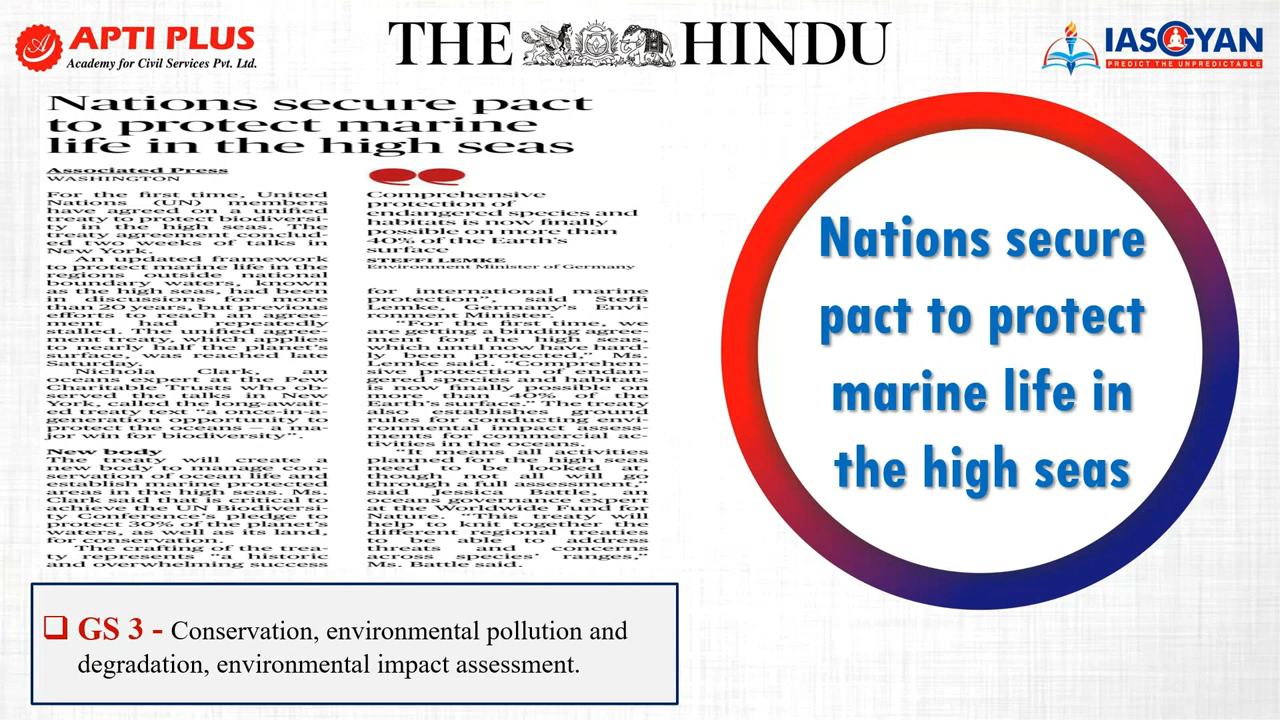 APTI PLUS
Academy for Civil Services Pvt. Ltd.
THE HINDU
IASGYAN
PREDICT THE UNPREDICTABLE
Nations secure pact
to protect marine
life in the high seas
Associated Press
WASHINGTON
For the first time, United
Nations (UN) members
have agreed on a unified
treaty to protect biodiversi-
ty in the high seas. The
treaty agreement conclud-
ed two weeks of talks in
New York.
An updated framework
to protect marine life in the
regions outside national
boundary waters, known
as the high seas, had been
in discussions for more
than 20 years, but previous
efforts to reach an agree-
ment had repeatedly
stalled. The unified agree-
ment treaty, which applies
to nearly half the planet's
surface, was reached late
Saturday.
Nichola Clark, an
oceans expert at the Pew
Charitable Trusts who ob-
served the talks in New
York, called the long-await-
ed treaty text "a once-in-a-
generation opportunity to
protect the oceans – a ma-
jor win for biodiversity".
New body
The treaty will create a
new body to manage con-
servation of ocean life and
establish marine protected
areas in the high seas. Ms.
Clark said that is critical to
achieve the UN Biodiversi-
ty Conference's pledge to
protect 30% of the planet's
waters, as well as its land,
for conservation.
The crafting of the trea-
ty represents "a historic
and overwhelming success
Comprehensive
protection of
endangered species and
habitats is now finally
possible on more than
40% of the Earth's
surface
STEFFI LEMKE
Environment Minister of Germany
for international marine
protection", said Steffi
Lemke, Germany's Envi-
ronment Minister.
"For the first time, we
are getting a binding agree-
ment for the high seas,
which until now have hard-
ly been protected," Ms.
Lemke said. "Comprehen-
sive protection of endan-
gered species and habitats
is now finally possible on
more than 40% of the
Earth's surface." The treaty
also establishes ground
rules for conducting envi-
ronmental impact assess-
ments for commercial ac-
tivities in the oceans.
"It means all activities
planned for the high seas
need to be looked at,
though not all will go
through a full assessment,"
said Jessica Battle, an
oceans governance expert
at the Worldwide Fund for
Nature. "This treaty will
help to knit together the
different regional treaties
to be able to address
threats and concerns
across species' ranges,"
Ms. Battle said.
Nations secure
pact to protect
marine life in
the high seas
GS 3 - Conservation, environmental pollution and
degradation, environmental impact assessment.